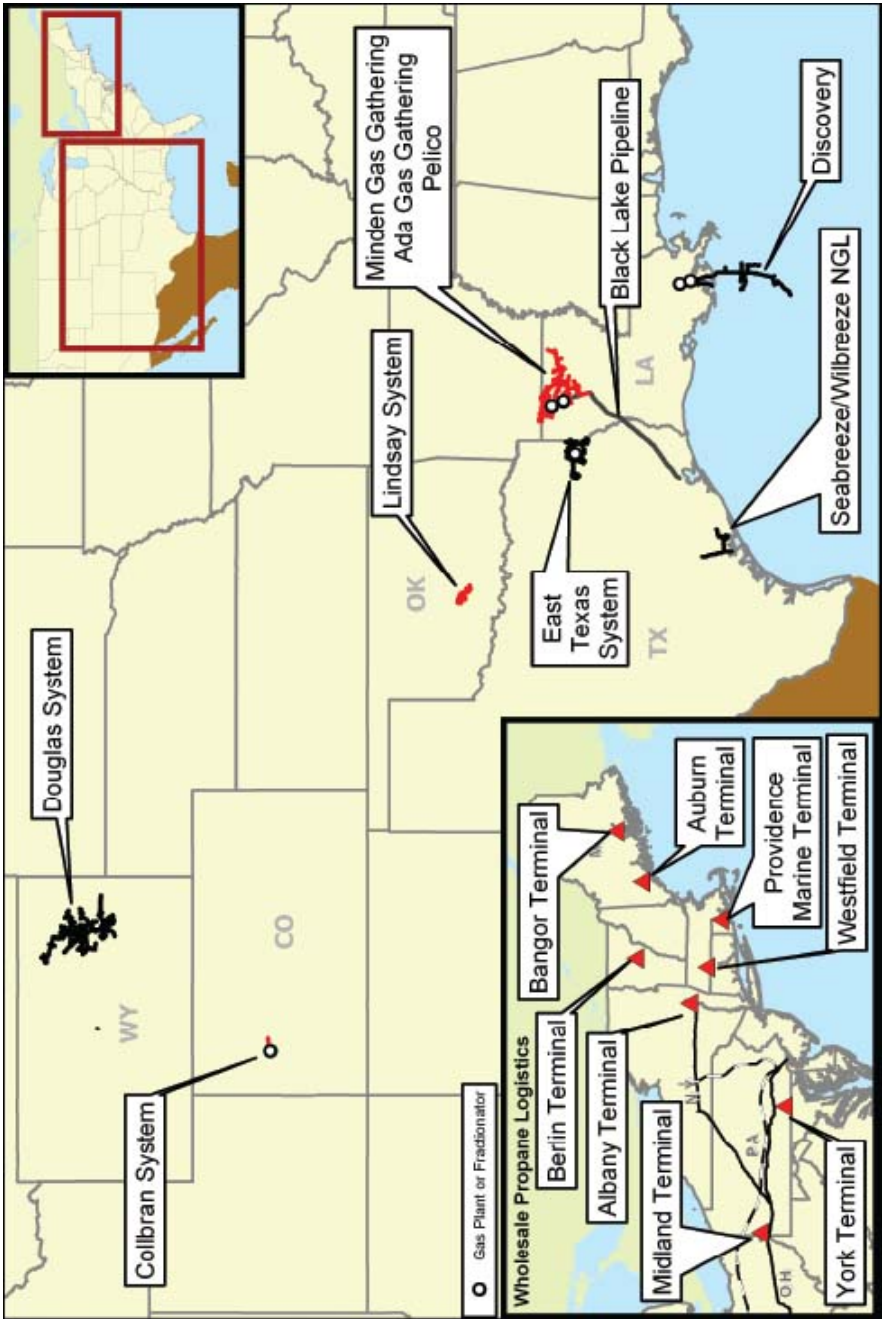 Douglas System
WY
Collbran System
CO
Lindsay System
OK
Minden Gas Gathering
Ada Gas Gathering
Pelico
East
Texas
System
TX
Black Lake Pipeline
LA
Seabreeze/Wilbreeze NGL
Discovery
Gas Plant or Fractionator
Wholesale Propane Logistics
Bangor Terminal
Berlin Terminal
Albany Terminal
Midland Terminal
Auburn
Terminal
Providence
Marine Terminal
Westfield Terminal
York Terminal
NY
PA
OH